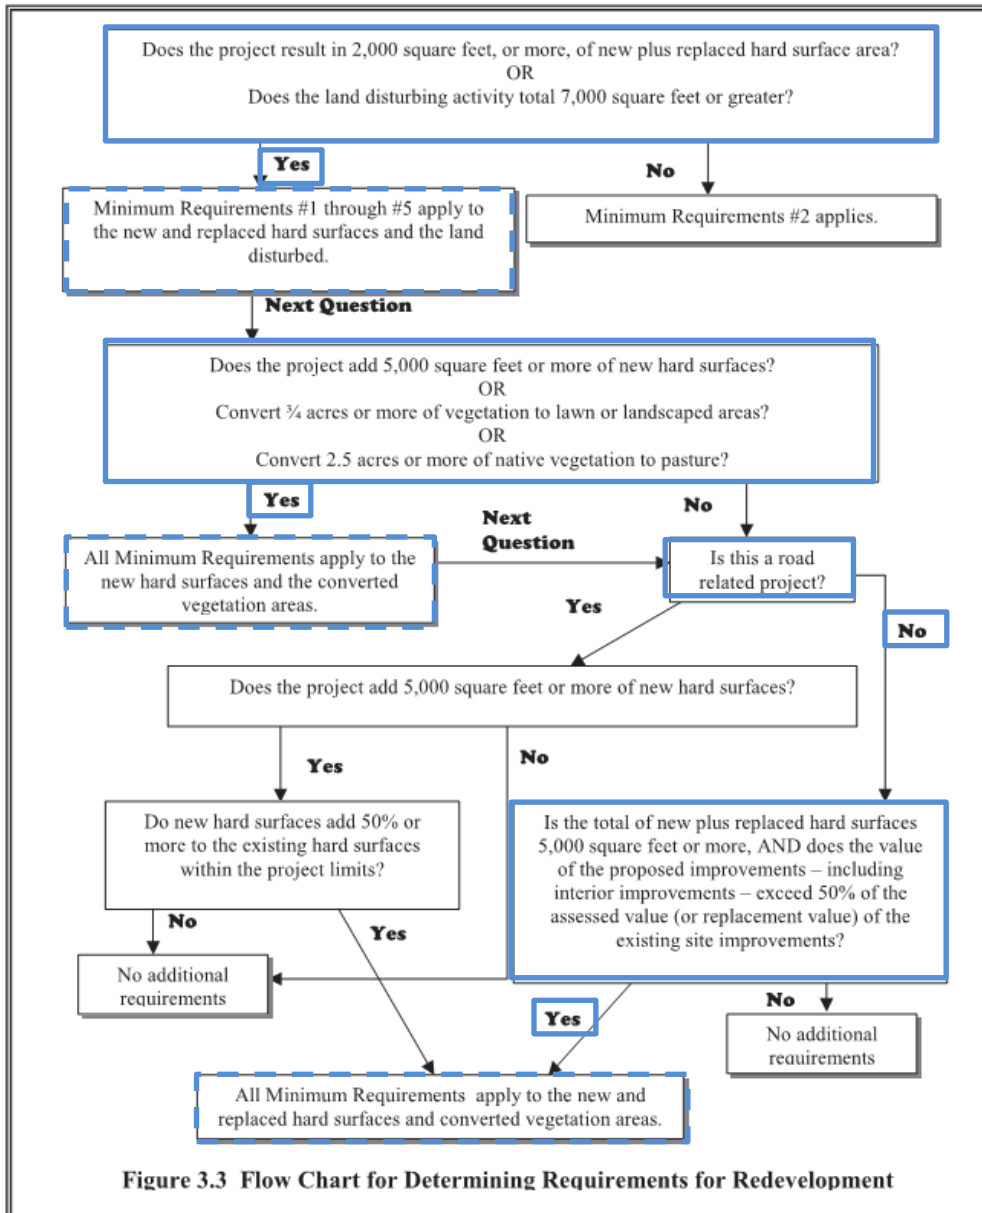 Does the project result in 2,000 square feet, or more, of new plus replaced hard surface area?
OR
Does the land disturbing activity total 7,000 square feet or greater?
Yes
No
Minimum Requirements #1 through #5 apply to
the new and replaced hard surfaces and the land
disturbed.
Minimum Requirements #2 applies.
Next Question
Does the project add 5,000 square feet or more of new hard surfaces?
OR
Convert ¾ acres or more of vegetation to lawn or landscaped areas?
OR
Convert 2.5 acres or more of native vegetation to pasture?
Yes
No
Next
Question
All Minimum Requirements apply to the
new hard surfaces and the converted
vegetation areas.
Is this a road
related project?
Yes
No
Does the project add 5,000 square feet or more of new hard surfaces?
Yes
No
Do new hard surfaces add 50% or
more to the existing hard surfaces
within the project limits?
Is the total of new plus replaced hard surfaces
5,000 square feet or more, AND does the value
of the proposed improvements – including
interior improvements – exceed 50% of the
assessed value (or replacement value) of the
existing site improvements?
No
Yes
No additional
requirements
Yes
No
No additional
requirements
All Minimum Requirements apply to the new and
replaced hard surfaces and converted vegetation areas.
Figure 3.3 Flow Chart for Determining Requirements for Redevelopment